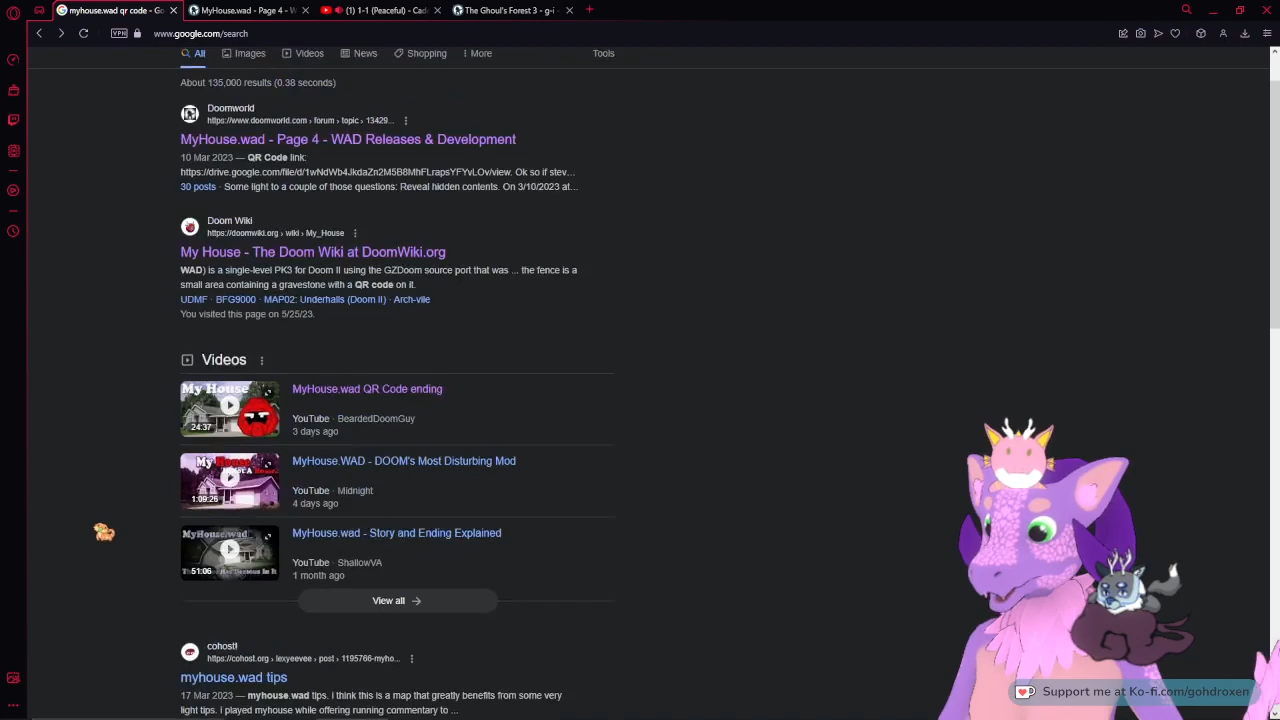 myhouse.wad qr code - Go
MyHouse.wad - Page 4 - W
(1) 1-1 (Peaceful) - Cad
The Ghoul's Forest 3 - g-i
VPN
www.google.com/search
All
Images
Videos
News
Shopping
More
Tools
About 135,000 results (0.38 seconds)
Doomworld
https://www.doomworld.com › forum › topic › 13429...
MyHouse.wad - Page 4 - WAD Releases & Development
10 Mar 2023 — QR Code link:
https://drive.google.com/file/d/1wNdWb4JkdaZn2M5B8MhFLrapsYFYvLOv/view. Ok so if stev...
30 posts · Some light to a couple of those questions: Reveal hidden contents. On 3/10/2023 at...
Doom Wiki
https://doomwiki.org › wiki › My_House
My House - The Doom Wiki at DoomWiki.org
WAD) is a single-level PK3 for Doom II using the GZDoom source port that was ... the fence is a
small area containing a gravestone with a QR code on it.
UDMF · BFG9000 · MAP02: Underhalls (Doom II) · Arch-vile
You visited this page on 5/25/23.
Videos
My House
24:37
MyHouse.wad QR Code ending
YouTube · BeardedDoomGuy
3 days ago
My House
1:09:26
MyHouse.WAD - DOOM's Most Disturbing Mod
YouTube · Midnight
4 days ago
MyHouse.wad
51:06
MyHouse.wad - Story and Ending Explained
YouTube · ShallowVA
1 month ago
View all
cohost!
https://cohost.org › lexyeevee › post › 1195766-myho...
myhouse.wad tips
17 Mar 2023 — myhouse.wad tips. i think this is a map that greatly benefits from some very
light tips. i played myhouse while offering running commentary to ...
Support me at Ko-fi.com/gohdroxen